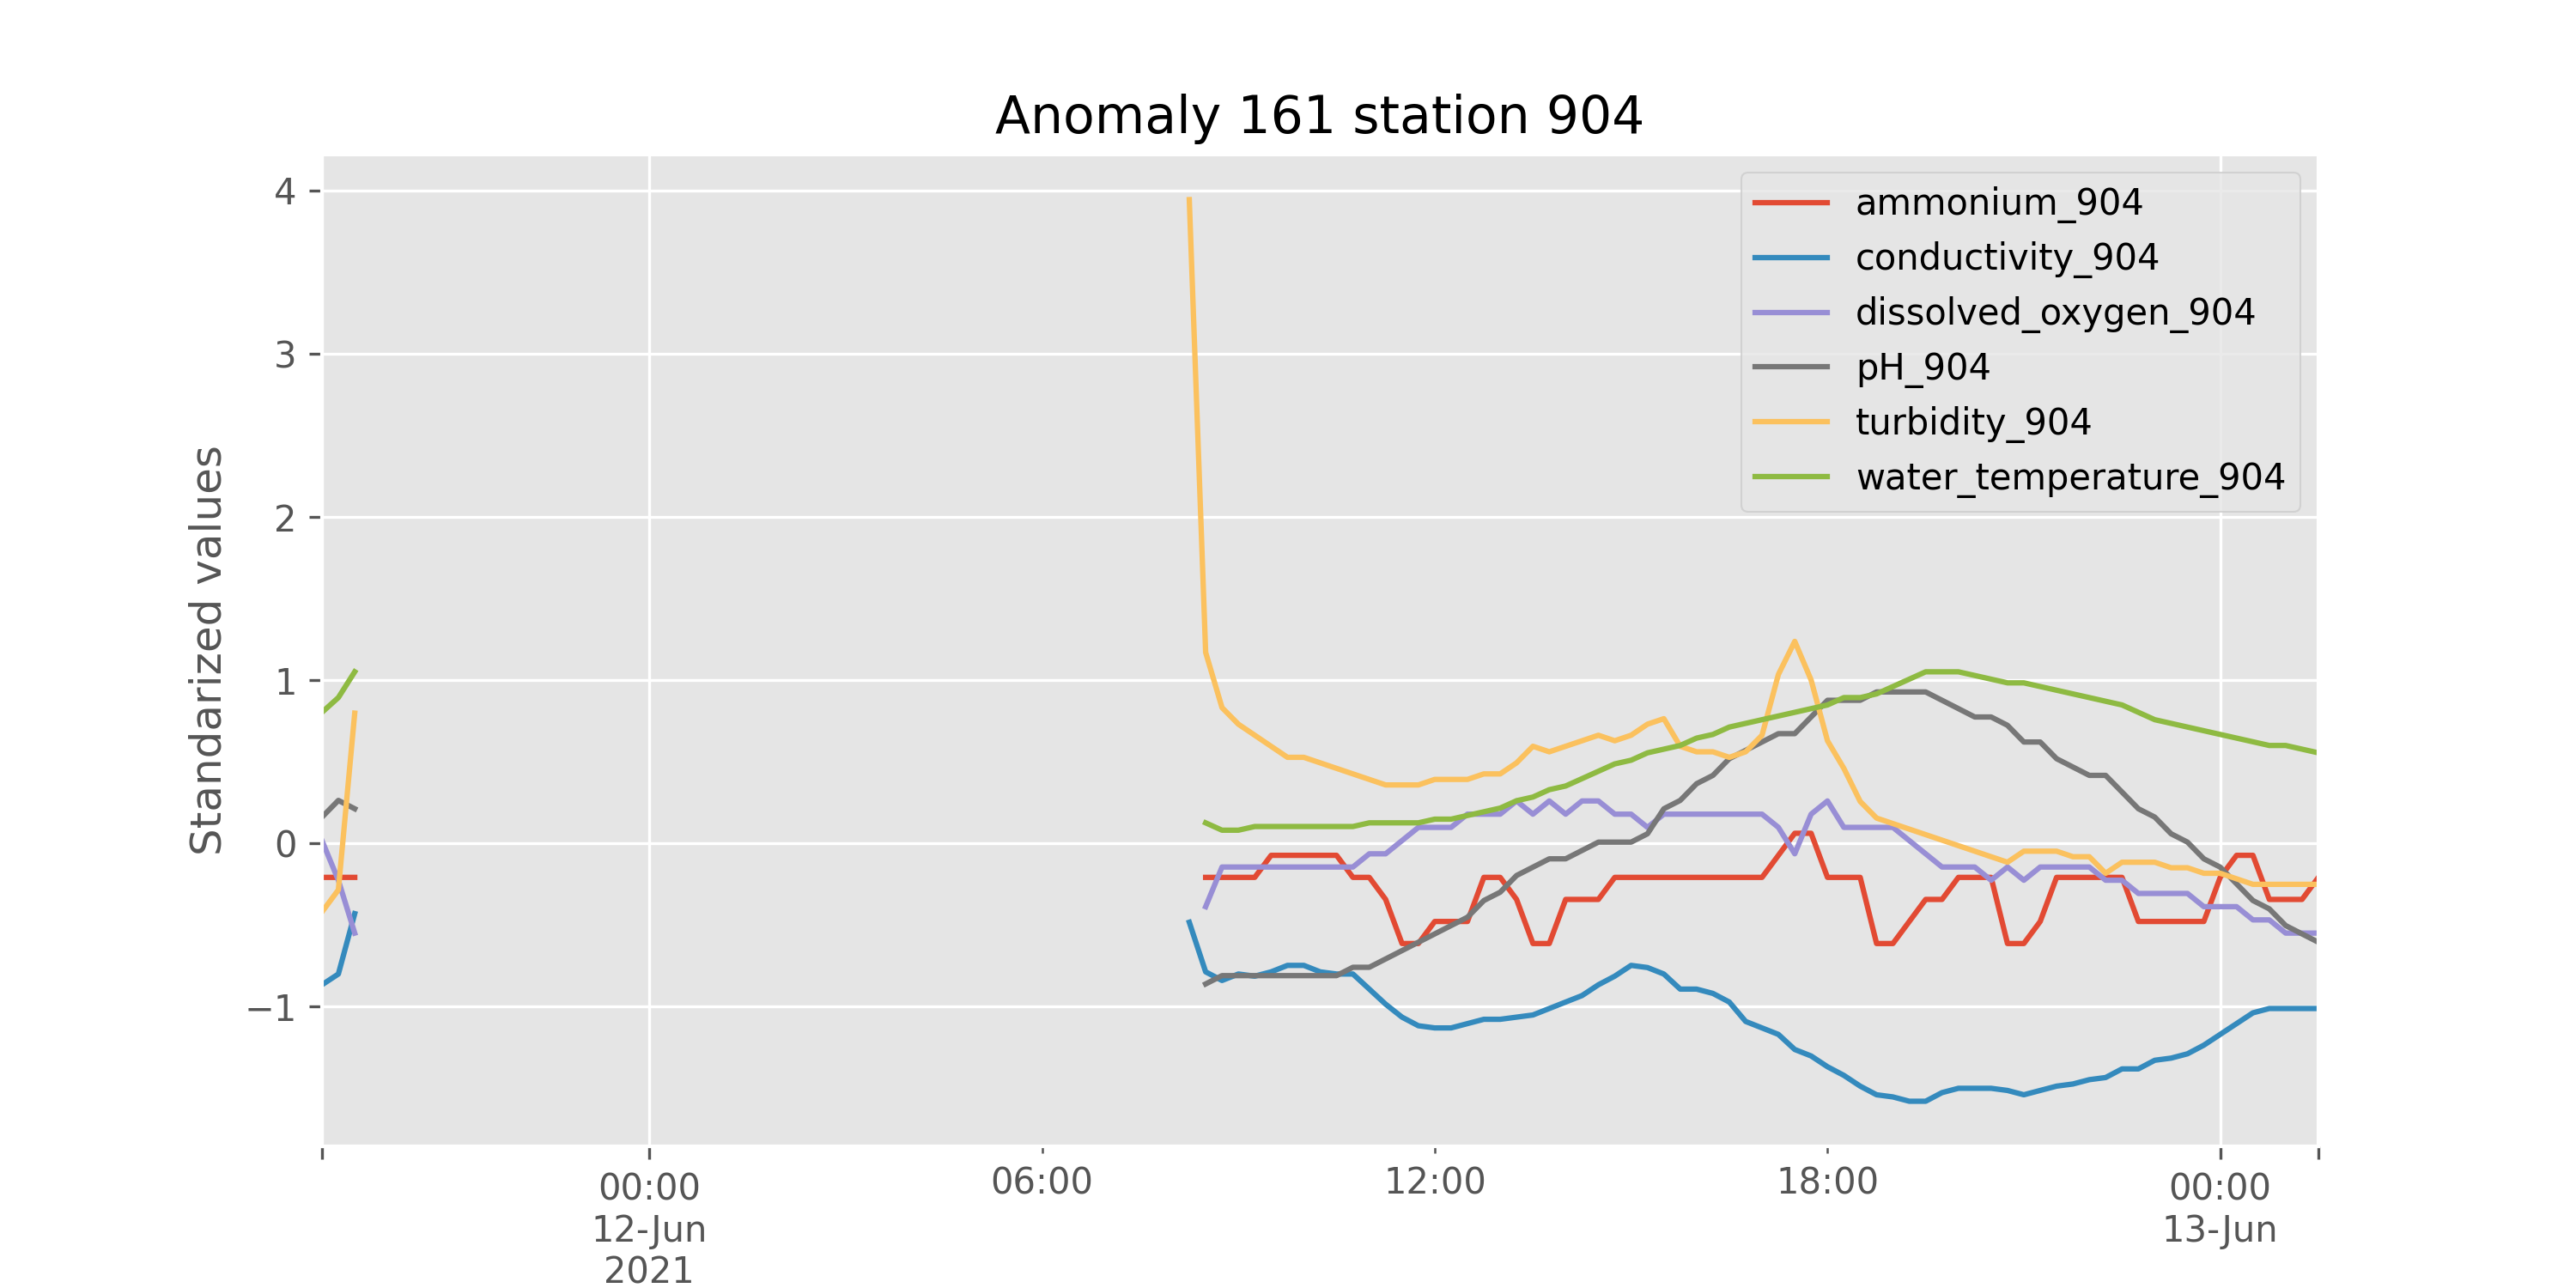 Anomaly 161 station 904
Standarized values
4
3
2
1
0
−1
ammonium_904
conductivity_904
dissolved_oxygen_904
pH_904
turbidity_904
water_temperature_904
00:00 06:00 12:00 18:00 00:00
12-Jun 13-Jun
2021